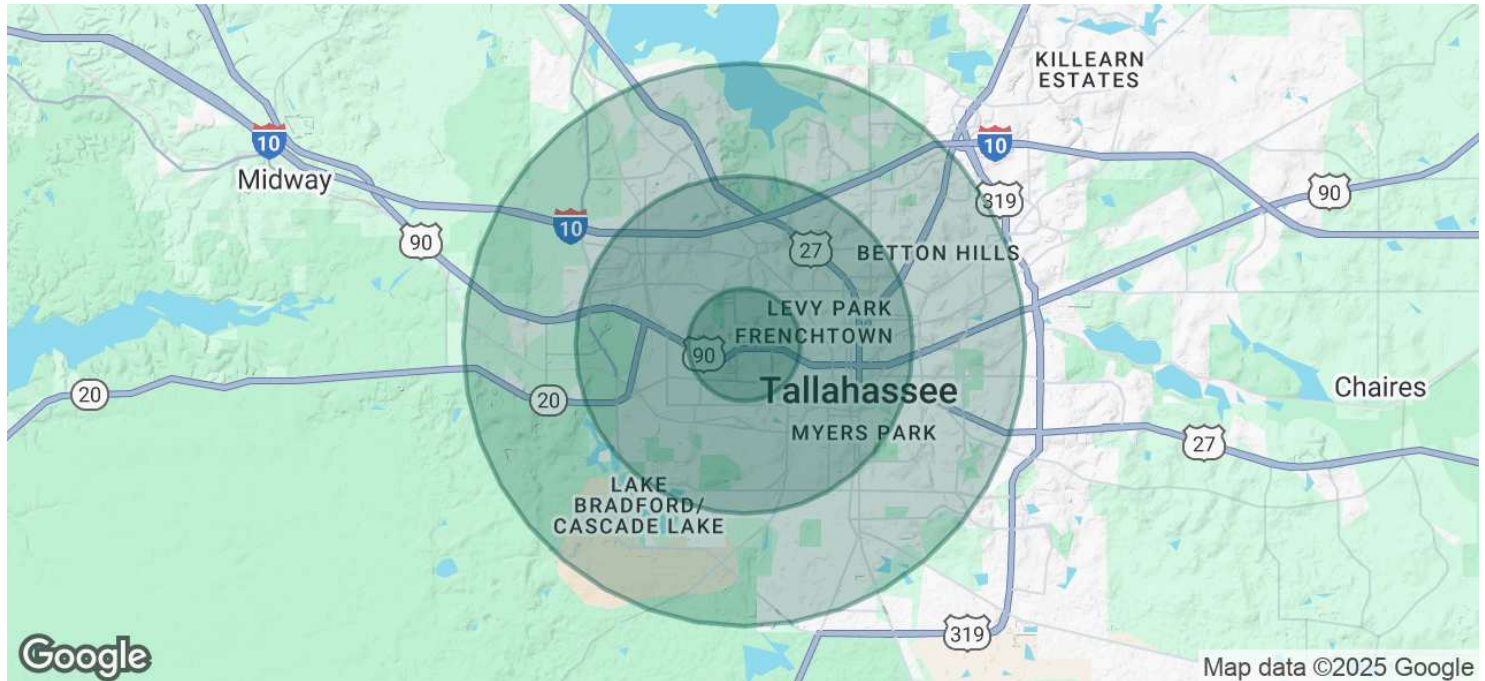 KILLEARN
ESTATES
10
10
Midway
90
319
10
90
27
BETTON HILLS
LEVY PARK
FRENCHTOWN
90
Tallahassee
20
20
Chaires
MYERS PARK
27
LAKE
BRADFORD/
CASCADE LAKE
319
Google
Map data ©2025 Google